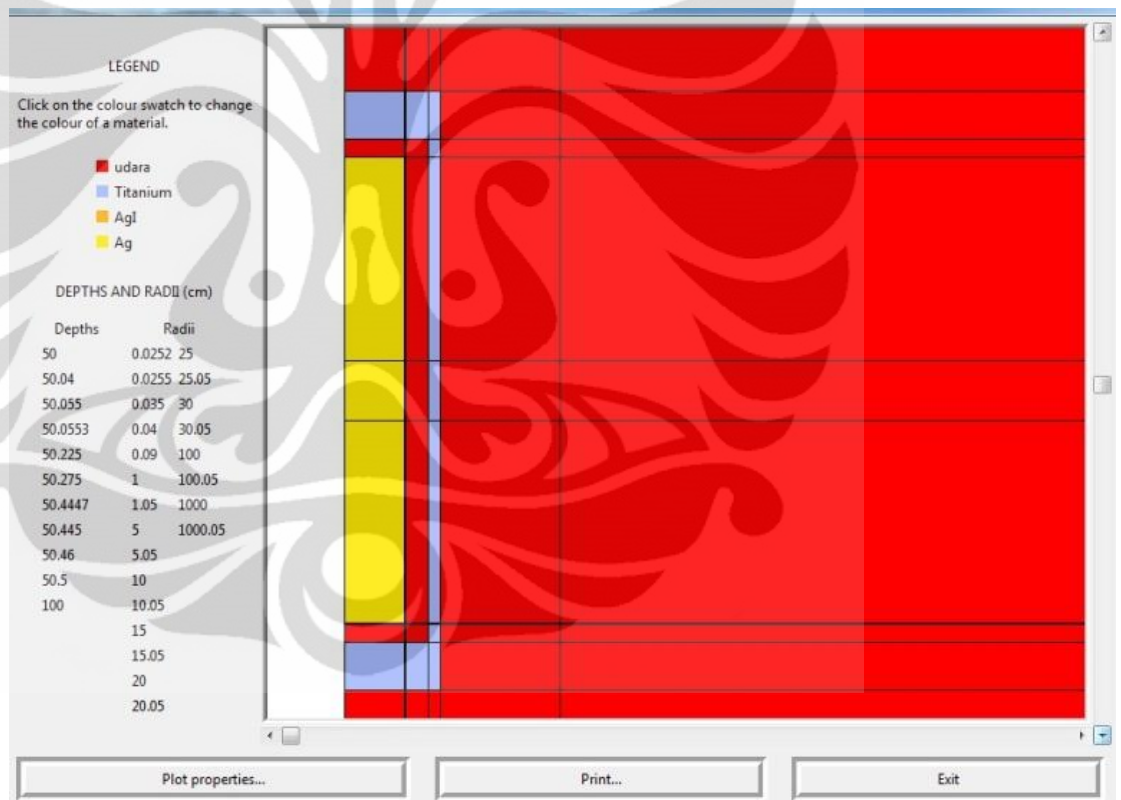 LEGEND
Click on the colour swatch to change
the colour of a material.
udara
Titanium
AgI
Ag
DEPTHS AND RADII (cm)
Depths Radii
50 0.0252 25
50.04 0.0255 25.05
50.055 0.035 30
50.0553 0.04 30.05
50.225 0.09 100
50.275 1 100.05
50.4447 1.05 1000
50.445 5 1000.05
50.46 5.05
50.5 10
100 10.05
15
15.05
20
20.05
Plot properties... Print... Exit